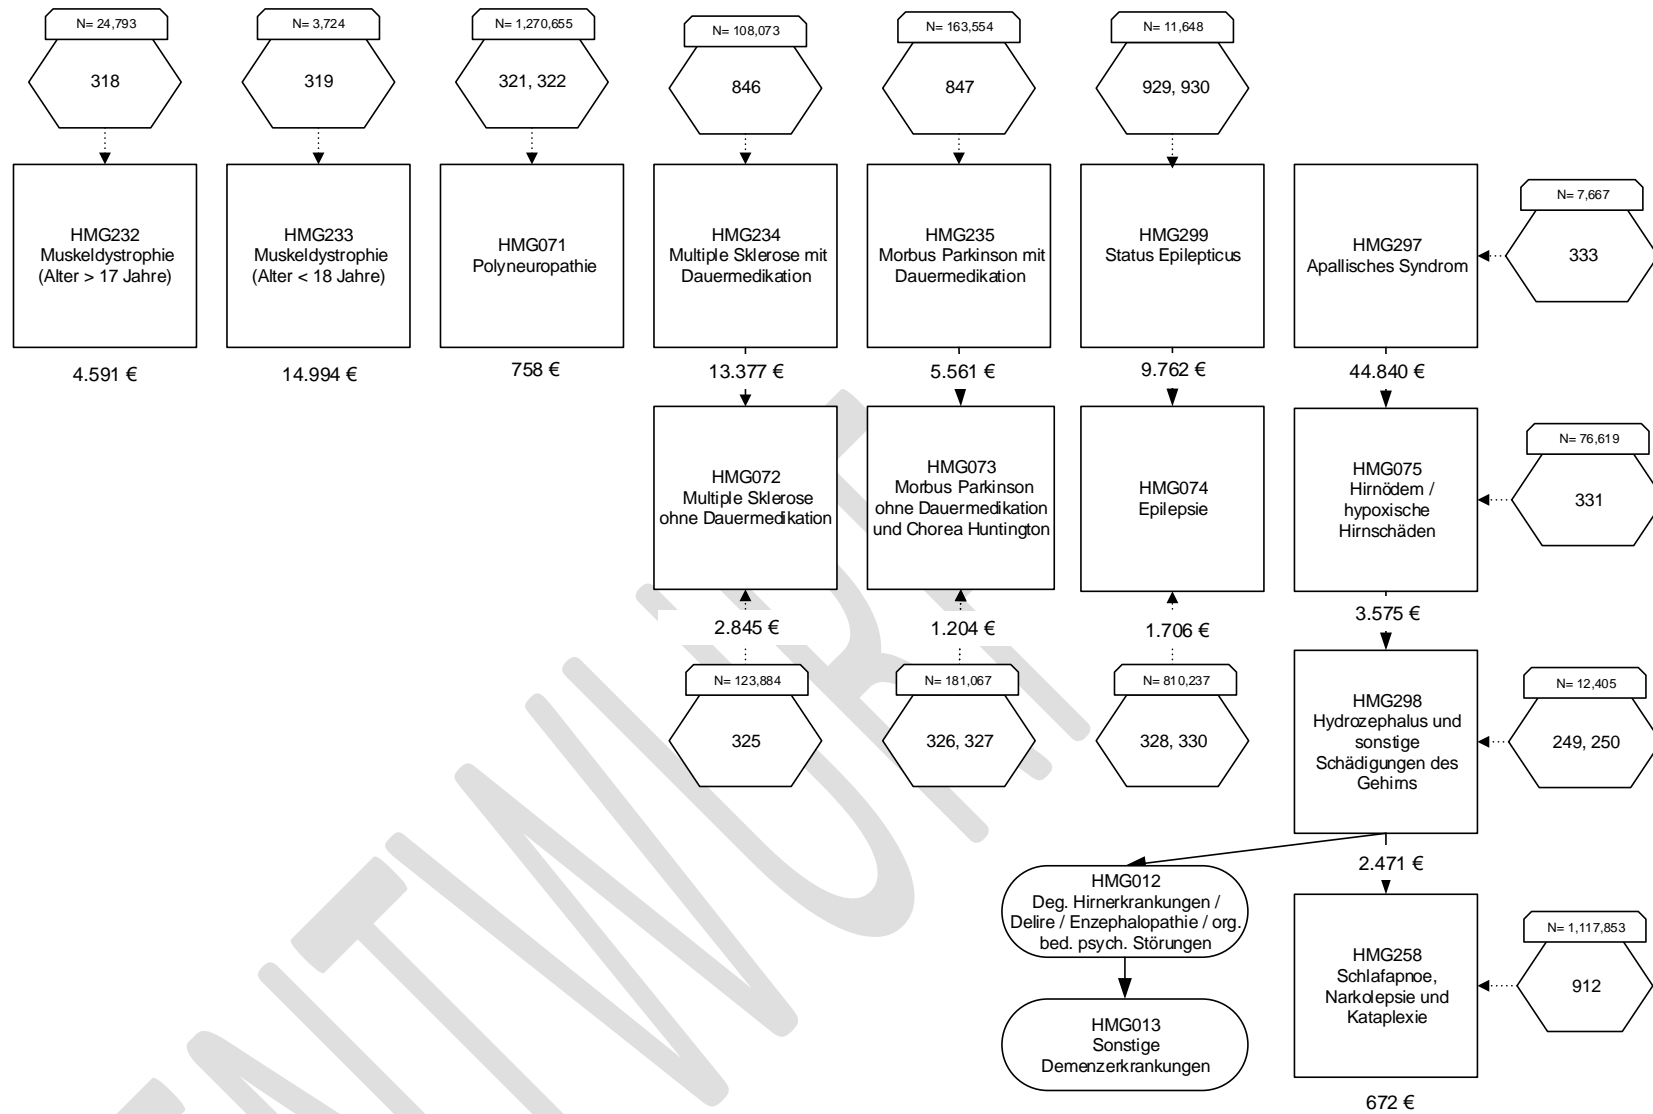 N= 24,793
N= 3,724
N= 1,270,655
N= 108,073
N= 163,554
N= 11,648
318
319
321, 322
846
847
929, 930
HMG232
Muskeldystrophie
(Alter > 17 Jahre)
HMG233
Muskeldystrophie
(Alter < 18 Jahre)
HMG071
Polyneuropathie
HMG234
Multiple Sklerose mit
Dauermedikation
HMG235
Morbus Parkinson mit
Dauermedikation
HMG299
Status Epilepticus
HMG297
Apallisches Syndrom
N= 7,667
333
4.591 €
14.994 €
758 €
13.377 €
5.561 €
9.762 €
44.840 €
HMG072
Multiple Sklerose
ohne Dauermedikation
HMG073
Morbus Parkinson
ohne Dauermedikation
und Chorea Huntington
HMG074
Epilepsie
HMG075
Hirnödem /
hypoxische
Hirnschäden
N= 76,619
331
2.845 €
1.204 €
1.706 €
3.575 €
N= 123,884
325
N= 181,067
326, 327
N= 810,237
328, 330
HMG298
Hydrozephalus und
sonstige
Schädigungen des
Gehirns
N= 12,405
249, 250
2.471 €
HMG012
Deg. Hirnerkrankungen /
Delire / Enzephalopathie / org.
bed. psych. Störungen
HMG258
Schlafapnoe,
Narkolepsie und
Kataplexie
N= 1,117,853
912
HMG013
Sonstige
Demenzerkrankungen
672 €
ENTWURF